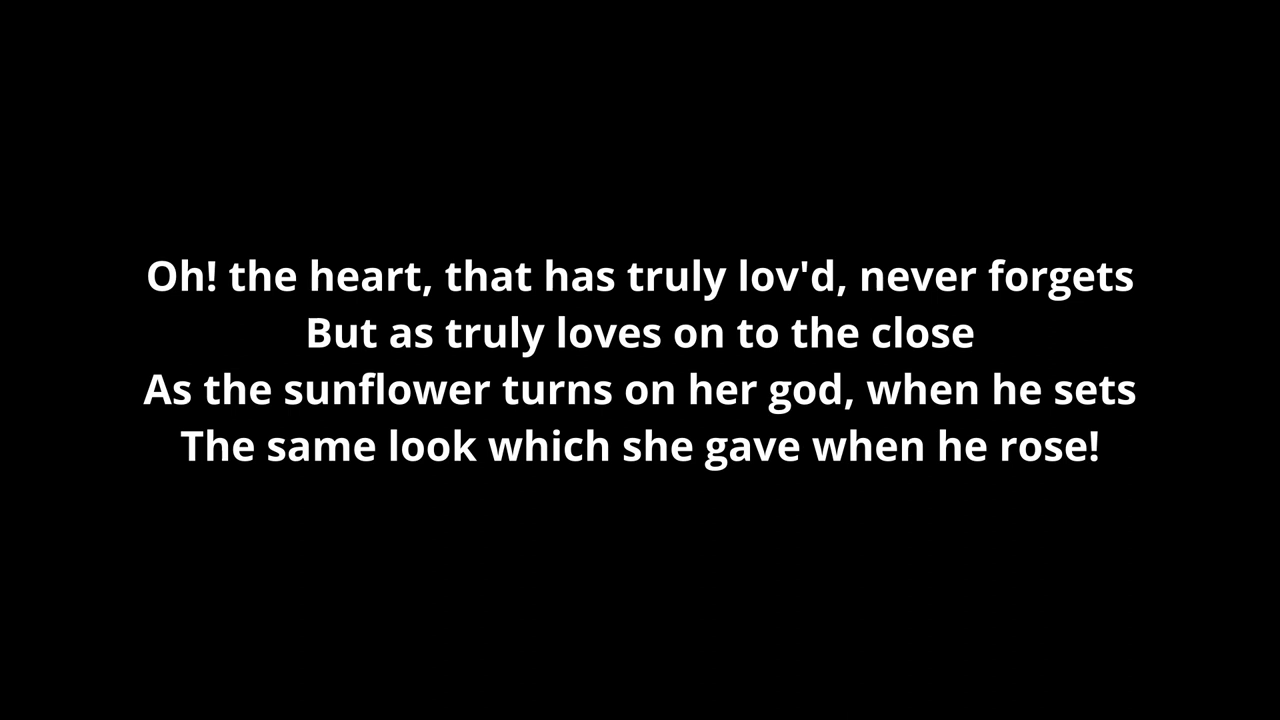 Oh! the heart, that has truly lov'd, never forgets
But as truly loves on to the close
As the sunflower turns on her god, when he sets
The same look which she gave when he rose!